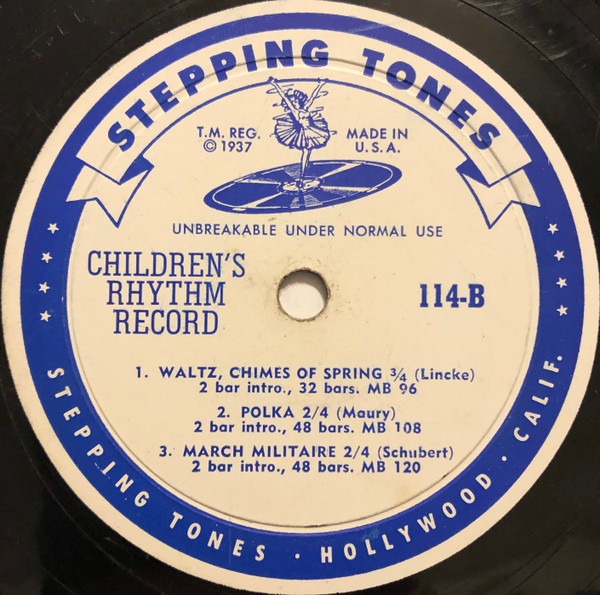 STEPPING TONES
T.M. REG.
© 1937
MADE IN
U.S.A.
UNBREAKABLE UNDER NORMAL USE
CHILDREN'S
RHYTHM
RECORD
114-B
1. WALTZ, CHIMES OF SPRING ¾ (Lincke)
2 bar intro., 32 bars. MB 96
2. POLKA 2/4 (Maury)
2 bar intro., 48 bars. MB 108
3. MARCH MILITAIRE 2/4 (Schubert)
2 bar intro., 48 bars. MB 120
STEPPING TONES · HOLLYWOOD · CALIF.